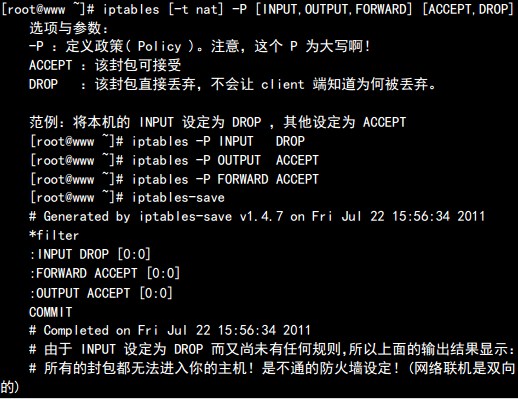 [root@www ~]# iptables [-t nat] -P [INPUT,OUTPUT,FORWARD] [ACCEPT,DROP]
选项与参数：
-P ：定义政策( Policy )。注意，这个 P 为大写啊！
ACCEPT ：该封包可接受
DROP   ：该封包直接丢弃，不会让 client 端知道为何被丢弃。

范例：将本机的 INPUT 设定为 DROP ，其他设定为 ACCEPT
[root@www ~]# iptables -P INPUT   DROP
[root@www ~]# iptables -P OUTPUT  ACCEPT
[root@www ~]# iptables -P FORWARD ACCEPT
[root@www ~]# iptables-save
# Generated by iptables-save v1.4.7 on Fri Jul 22 15:56:34 2011
*filter
:INPUT DROP [0:0]
:FORWARD ACCEPT [0:0]
:OUTPUT ACCEPT [0:0]
COMMIT
# Completed on Fri Jul 22 15:56:34 2011
# 由于 INPUT 设定为 DROP 而又尚未有任何规则,所以上面的输出结果显示：
# 所有的封包都无法进入你的主机！是不通的防火墙设定！(网络联机是双向
的)